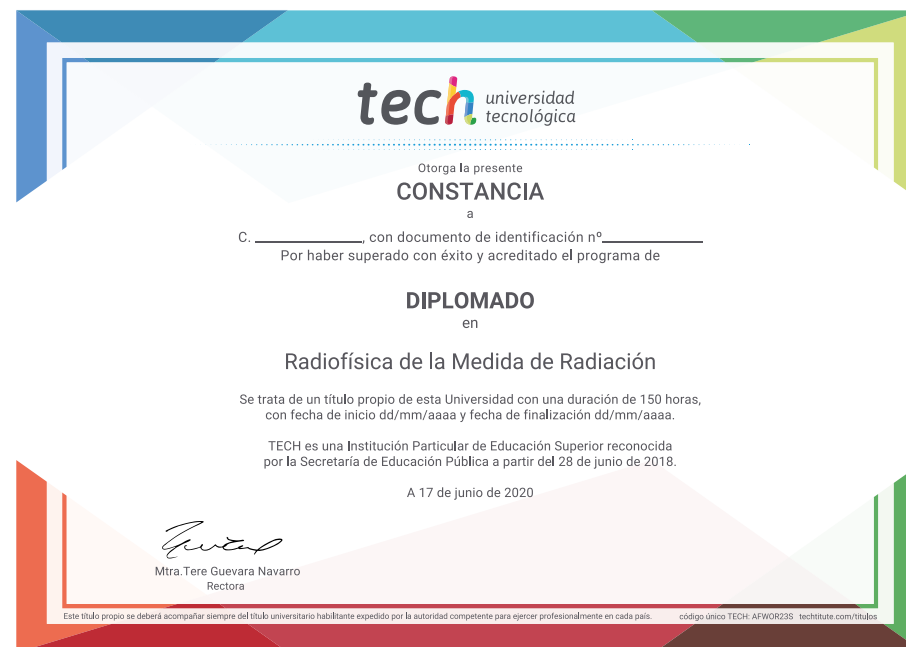 tech universidad
tecnológica
Otorga la presente
CONSTANCIA
a
C. ____________, con documento de identificación nº____________
Por haber superado con éxito y acreditado el programa de
DIPLOMADO
en
Radiofísica de la Medida de Radiación
Se trata de un título propio de esta Universidad con una duración de 150 horas,
con fecha de inicio dd/mm/aaaa y fecha de finalización dd/mm/aaaa.
TECH es una Institución Particular de Educación Superior reconocida
por la Secretaría de Educación Pública a partir del 28 de junio de 2018.
A 17 de junio de 2020
Mtra.Tere Guevara Navarro
Rectora
Este título propio se deberá acompañar siempre del título universitario habilitante expedido por la autoridad competente para ejercer profesionalmente en cada país. código único TECH: AFWOR23S techtitute.com/titulos